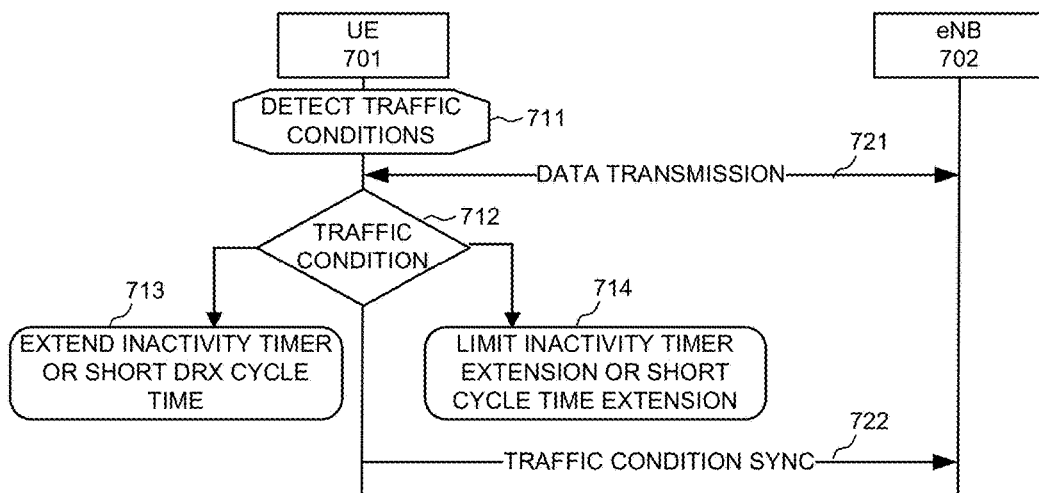 UE
701
eNB
702
DETECT TRAFFIC
CONDITIONS
711
721
DATA TRANSMISSION
712
TRAFFIC
CONDITION
713
714
EXTEND INACTIVITY TIMER
OR SHORT DRX CYCLE
TIME
LIMIT INACTIVITY TIMER
EXTENSION OR SHORT
CYCLE TIME EXTENSION
722
TRAFFIC CONDITION SYNC